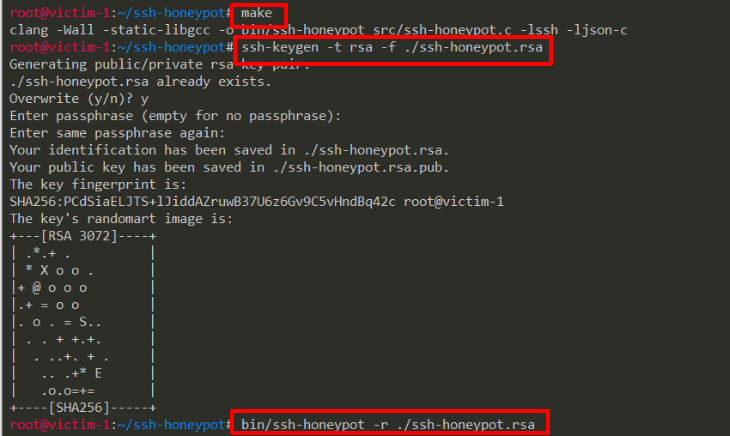 root@victim-1:~/ssh-honeypot# make
clang -Wall -static-libgcc -o bin/ssh-honeypot src/ssh-honeypot.c -lssh -ljson-c
root@victim-1:~/ssh-honeypot# ssh-keygen -t rsa -f ./ssh-honeypot.rsa
Generating public/private rsa key pair.
./ssh-honeypot.rsa already exists.
Overwrite (y/n)? y
Enter passphrase (empty for no passphrase):
Enter same passphrase again:
Your identification has been saved in ./ssh-honeypot.rsa.
Your public key has been saved in ./ssh-honeypot.rsa.pub.
The key fingerprint is:
SHA256:PCdSiaELJTS+lJiddAZruwB37U6z6Gv9C5vHndBq42c root@victim-1
The key's randomart image is:
+---[RSA 3072]----+
| .*.+ .          |
| * X o o .       |
|+ @ o o o        |
|.+ = o o         |
|. o . = S..      |
| . . + +.+.      |
|  . ..+. + .     |
|   .. .+* E      |
|   .o.o=+=       |
+----[SHA256]-----+
root@victim-1:~/ssh-honeypot# bin/ssh-honeypot -r ./ssh-honeypot.rsa